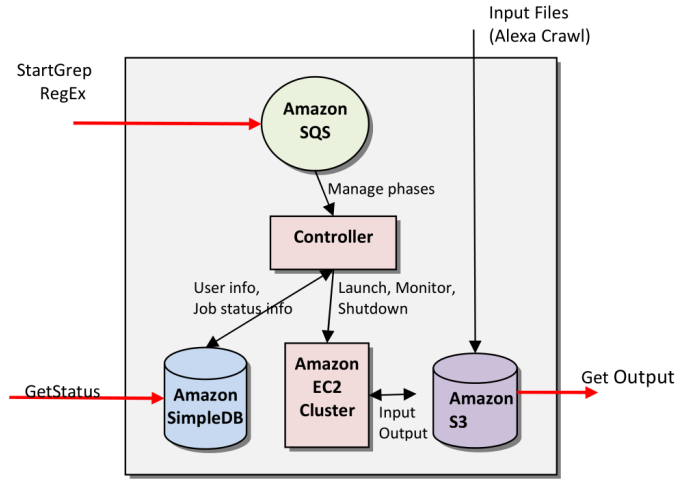 Input Files
(Alexa Crawl)
StartGrep
RegEx
Amazon
SQS
Manage phases
Controller
User info,
Job status info
Launch, Monitor,
Shutdown
GetStatus
Amazon
SimpleDB
Amazon
EC2
Cluster
Input
Output
Amazon
S3
Get Output